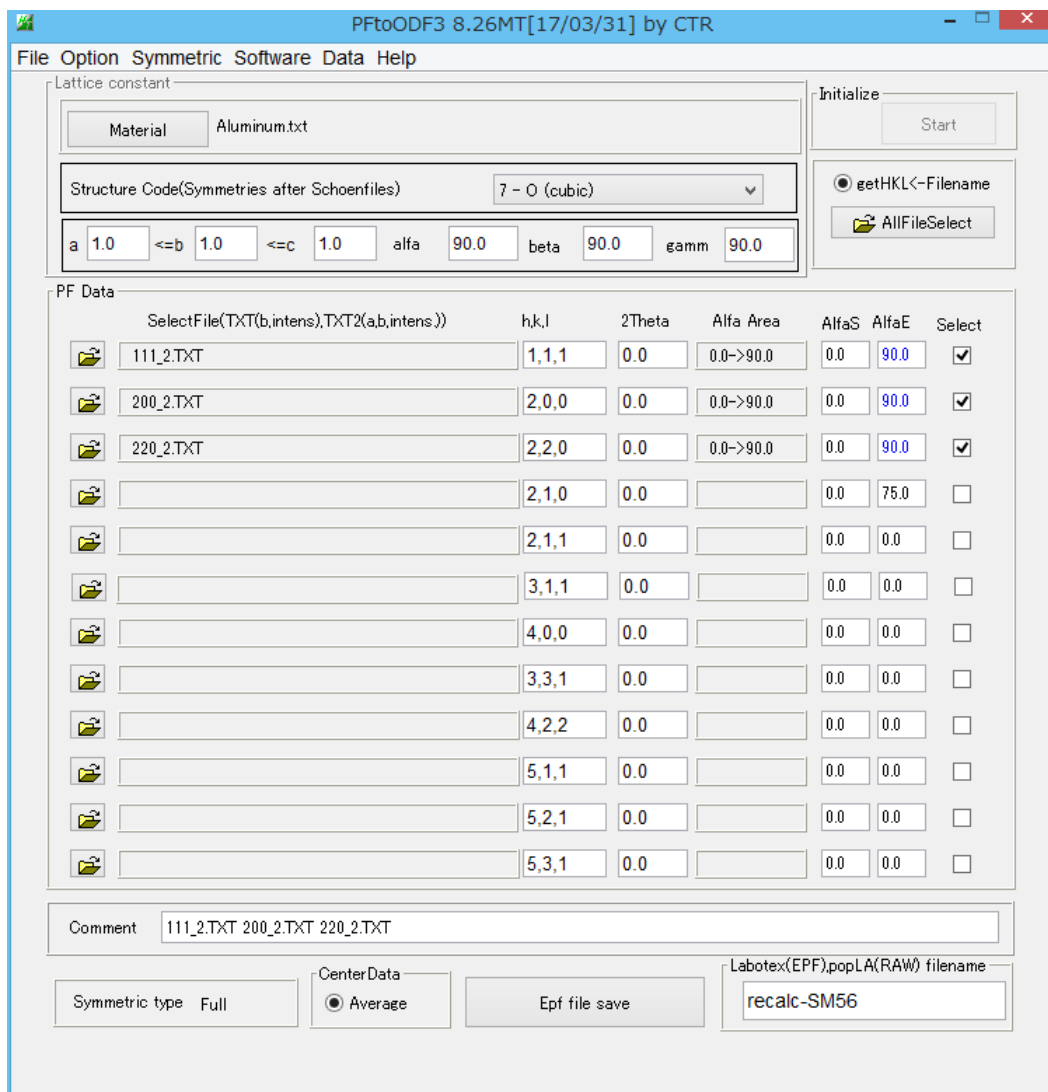 PFtoODF3 8.26MT[17/03/31] by CTR
File Option Symmetric Software Data Help
Lattice constant
Material Aluminum.txt
Initialize
Start
Structure Code(Symmetries after Schoenfiles) 7 - O (cubic)
getHKL<-Filename
AllFileSelect
a 1.0 <=b 1.0 <=c 1.0 alfa 90.0 beta 90.0 gamm 90.0
PF Data
SelectFile(TXT(b,intens),TXT2(a,b,intens.)) h,k,l 2Theta Alfa Area AlfaS AlfaE Select
111_2.TXT 1,1,1 0.0 0.0->90.0 0.0 90.0
200_2.TXT 2,0,0 0.0 0.0->90.0 0.0 90.0
220_2.TXT 2,2,0 0.0 0.0->90.0 0.0 90.0
2,1,0 0.0 0.0 75.0
2,1,1 0.0 0.0 0.0
3,1,1 0.0 0.0 0.0
4,0,0 0.0 0.0 0.0
3,3,1 0.0 0.0 0.0
4,2,2 0.0 0.0 0.0
5,1,1 0.0 0.0 0.0
5,2,1 0.0 0.0 0.0
5,3,1 0.0 0.0 0.0
Comment 111_2.TXT 200_2.TXT 220_2.TXT
Symmetric type Full
CenterData
Average
Epf file save
Labotex(EPF),popLA(RAW) filename
recalc-SM56